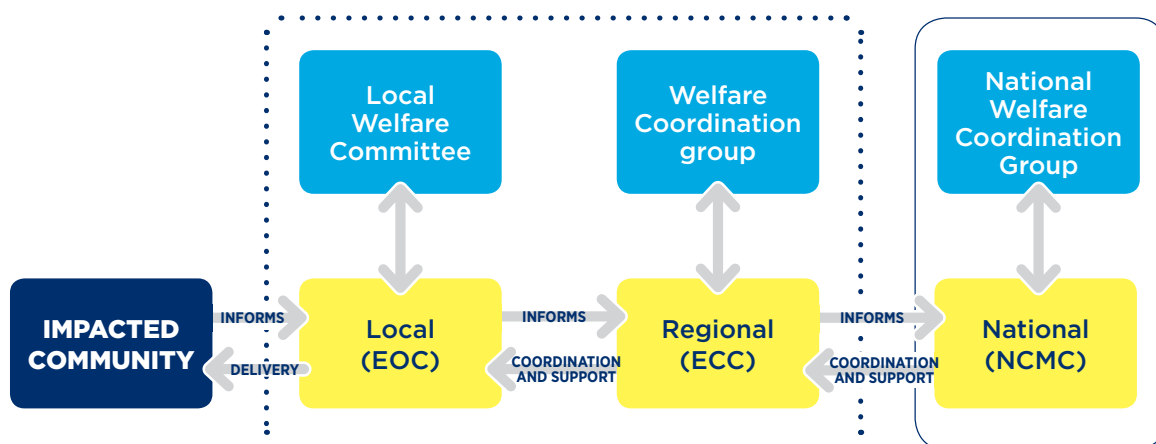 Local
Welfare
Committee
Welfare
Coordination
group
National
Welfare
Coordination
Group
IMPACTED
COMMUNITY
INFORMS
DELIVERY
Local
(EOC)
INFORMS
COORDINATION
AND SUPPORT
Regional
(ECC)
INFORMS
COORDINATION
AND SUPPORT
National
(NCMC)